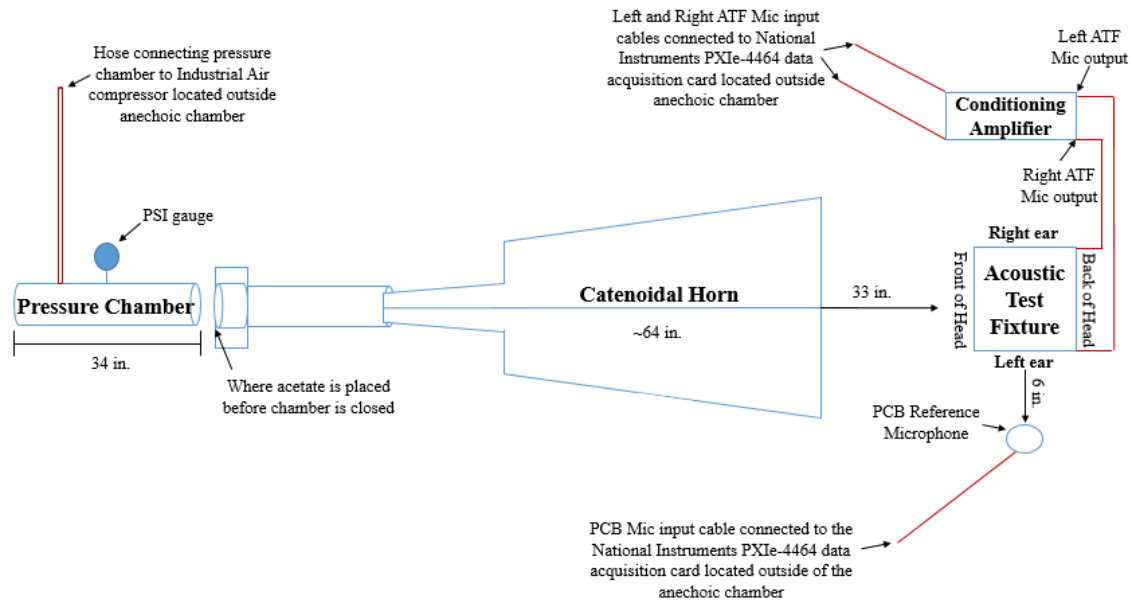 Hose connecting pressure
chamber to Industrial Air
compressor located outside
anechoic chamber
PSI gauge
Pressure Chamber
34 in.
Where acetate is placed
before chamber is closed
Catenoidal Horn
~64 in.
33 in.
Left and Right ATF Mic input
cables connected to National
Instruments PXIe-4464 data
acquisition card located outside
anechoic chamber
Left ATF
Mic output
Conditioning
Amplifier
Right ATF
Mic output
Right ear
Front of Head
Acoustic
Test
Fixture
Back of Head
Left ear
6 in.
PCB Reference
Microphone
PCB Mic input cable connected to the
National Instruments PXIe-4464 data
acquisition card located outside of the
anechoic chamber